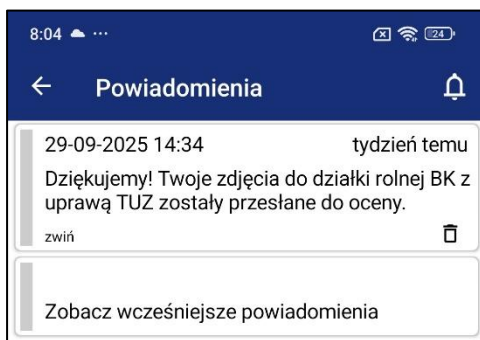 8:04
24
Powiadomienia
29-09-2025 14:34 tydzień temu
Dziękujemy! Twoje zdjęcia do działki rolnej BK z
uprawą TUZ zostały przesłane do oceny.
zwiń
Zobacz wcześniejsze powiadomienia